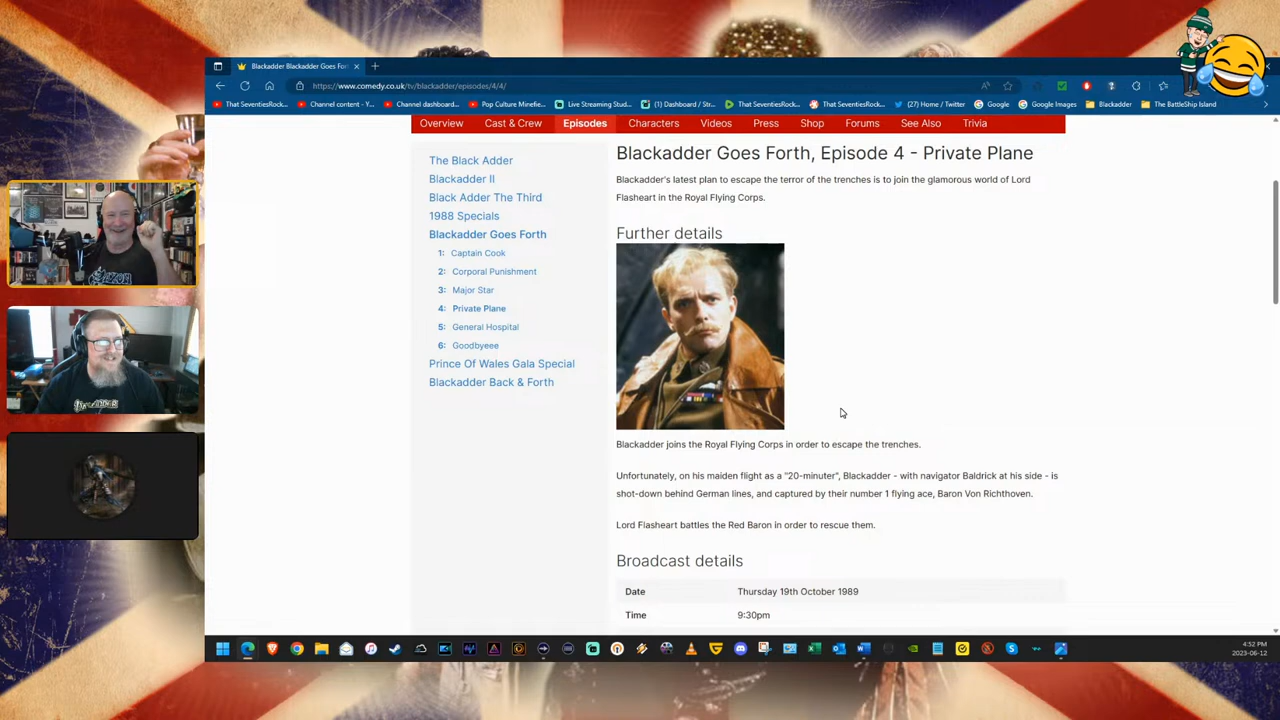 Blackadder Blackadder Goes For
https://www.comedy.co.uk/tv/blackadder/episodes/4/4/
That SeventiesRock...
Channel content - Y...
Channel dashboard...
Pop Culture Minefie...
Live Streaming Stud...
(1) Dashboard / Str...
That SeventiesRock...
That SeventiesRock...
(27) Home / Twitter
Google
Google Images
Blackadder
The BattleShip Island
Overview Cast & Crew Episodes Characters Videos Press Shop Forums See Also Trivia
The Black Adder
Blackadder II
Black Adder The Third
1988 Specials
Blackadder Goes Forth
1: Captain Cook
2: Corporal Punishment
3: Major Star
4: Private Plane
5: General Hospital
6: Goodbyeee
Prince Of Wales Gala Special
Blackadder Back & Forth
Blackadder Goes Forth, Episode 4 - Private Plane
Blackadder's latest plan to escape the terror of the trenches is to join the glamorous world of Lord
Flasheart in the Royal Flying Corps.
Further details
Blackadder joins the Royal Flying Corps in order to escape the trenches.
Unfortunately, on his maiden flight as a "20-minuter", Blackadder - with navigator Baldrick at his side - is
shot-down behind German lines, and captured by their number 1 flying ace, Baron Von Richthoven.
Lord Flasheart battles the Red Baron in order to rescue them.
Broadcast details
Date Thursday 19th October 1989
Time 9:30pm
4:52 PM
2023-06-12
SAXON